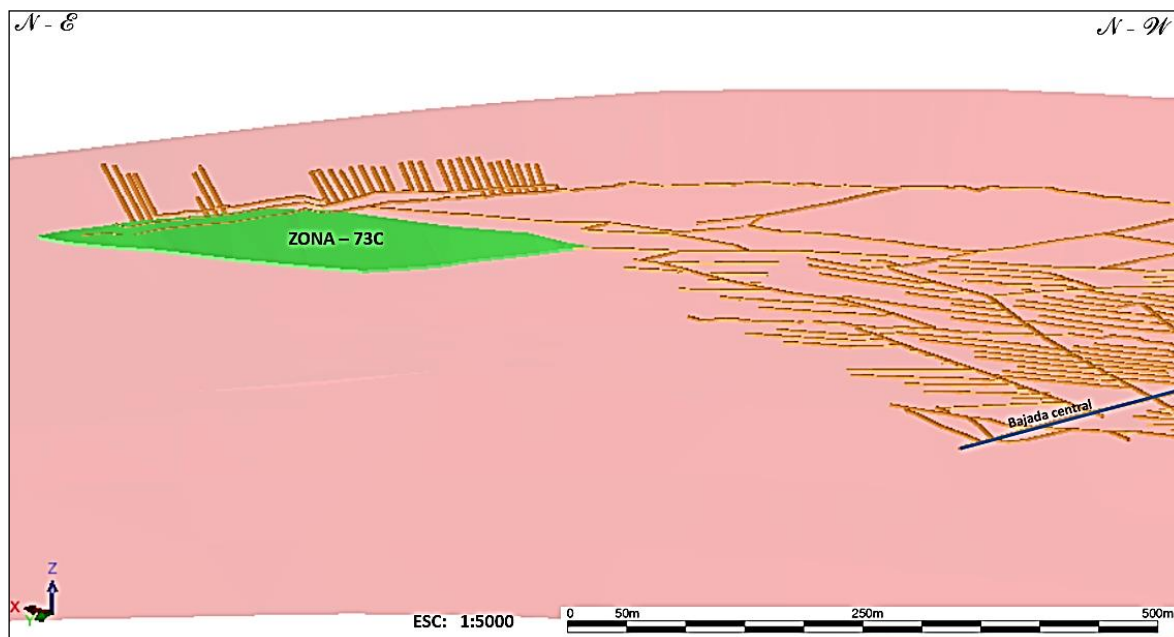 N - E
N - W
ZONA – 73C
Bajada central
Z
X
Y
ESC: 1:5000
0 50m 250m 500m